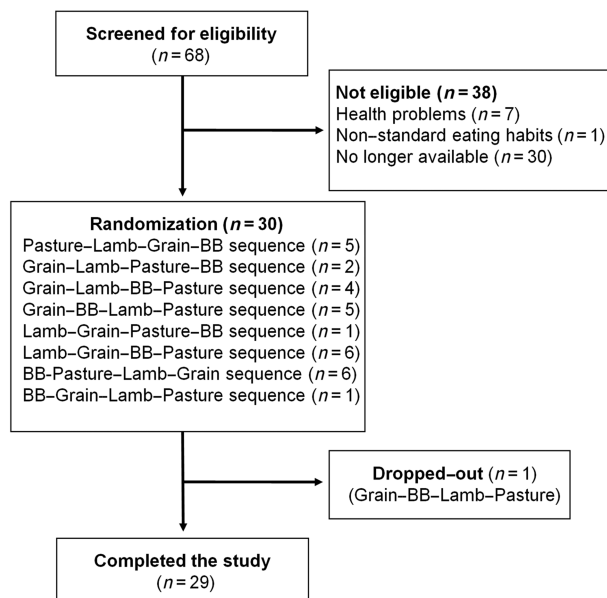 Screened for eligibility
(n = 68)
Not eligible (n = 38)
Health problems (n = 7)
Non–standard eating habits (n = 1)
No longer available (n = 30)
Randomization (n = 30)
Pasture–Lamb–Grain–BB sequence (n = 5)
Grain–Lamb–Pasture–BB sequence (n = 2)
Grain–Lamb–BB–Pasture sequence (n = 4)
Grain–BB–Lamb–Pasture sequence (n = 5)
Lamb–Grain–Pasture–BB sequence (n = 1)
Lamb–Grain–BB–Pasture sequence (n = 6)
BB-Pasture–Lamb–Grain sequence (n = 6)
BB–Grain–Lamb–Pasture sequence (n = 1)
Dropped–out (n = 1)
(Grain–BB–Lamb–Pasture)
Completed the study
(n = 29)